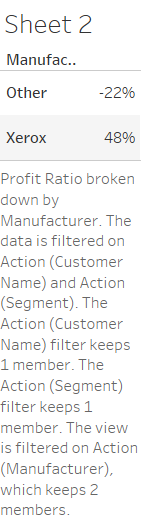 Sheet 2
Manufac..
Other -22%
Xerox 48%
Profit Ratio broken
down by
Manufacturer. The
data is filtered on
Action (Customer
Name) and Action
(Segment). The
Action (Customer
Name) filter keeps
1 member. The
Action (Segment)
filter keeps 1
member. The view
is filtered on Action
(Manufacturer),
which keeps 2
members.